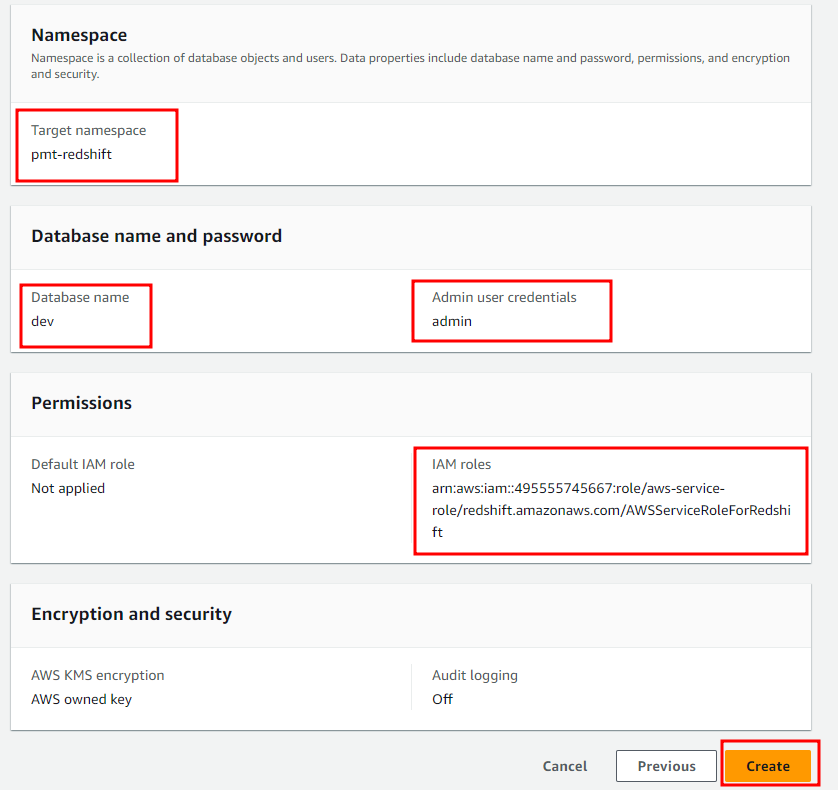 Namespace
Namespace is a collection of database objects and users. Data properties include database name and password, permissions, and encryption
and security.
Target namespace
pmt-redshift
Database name and password
Database name
dev
Admin user credentials
admin
Permissions
Default IAM role
Not applied
IAM roles
arn:aws:iam::495555745667:role/aws-service-
role/redshift.amazonaws.com/AWSServiceRoleForRedshi
ft
Encryption and security
AWS KMS encryption
AWS owned key
Audit logging
Off
Cancel
Previous
Create